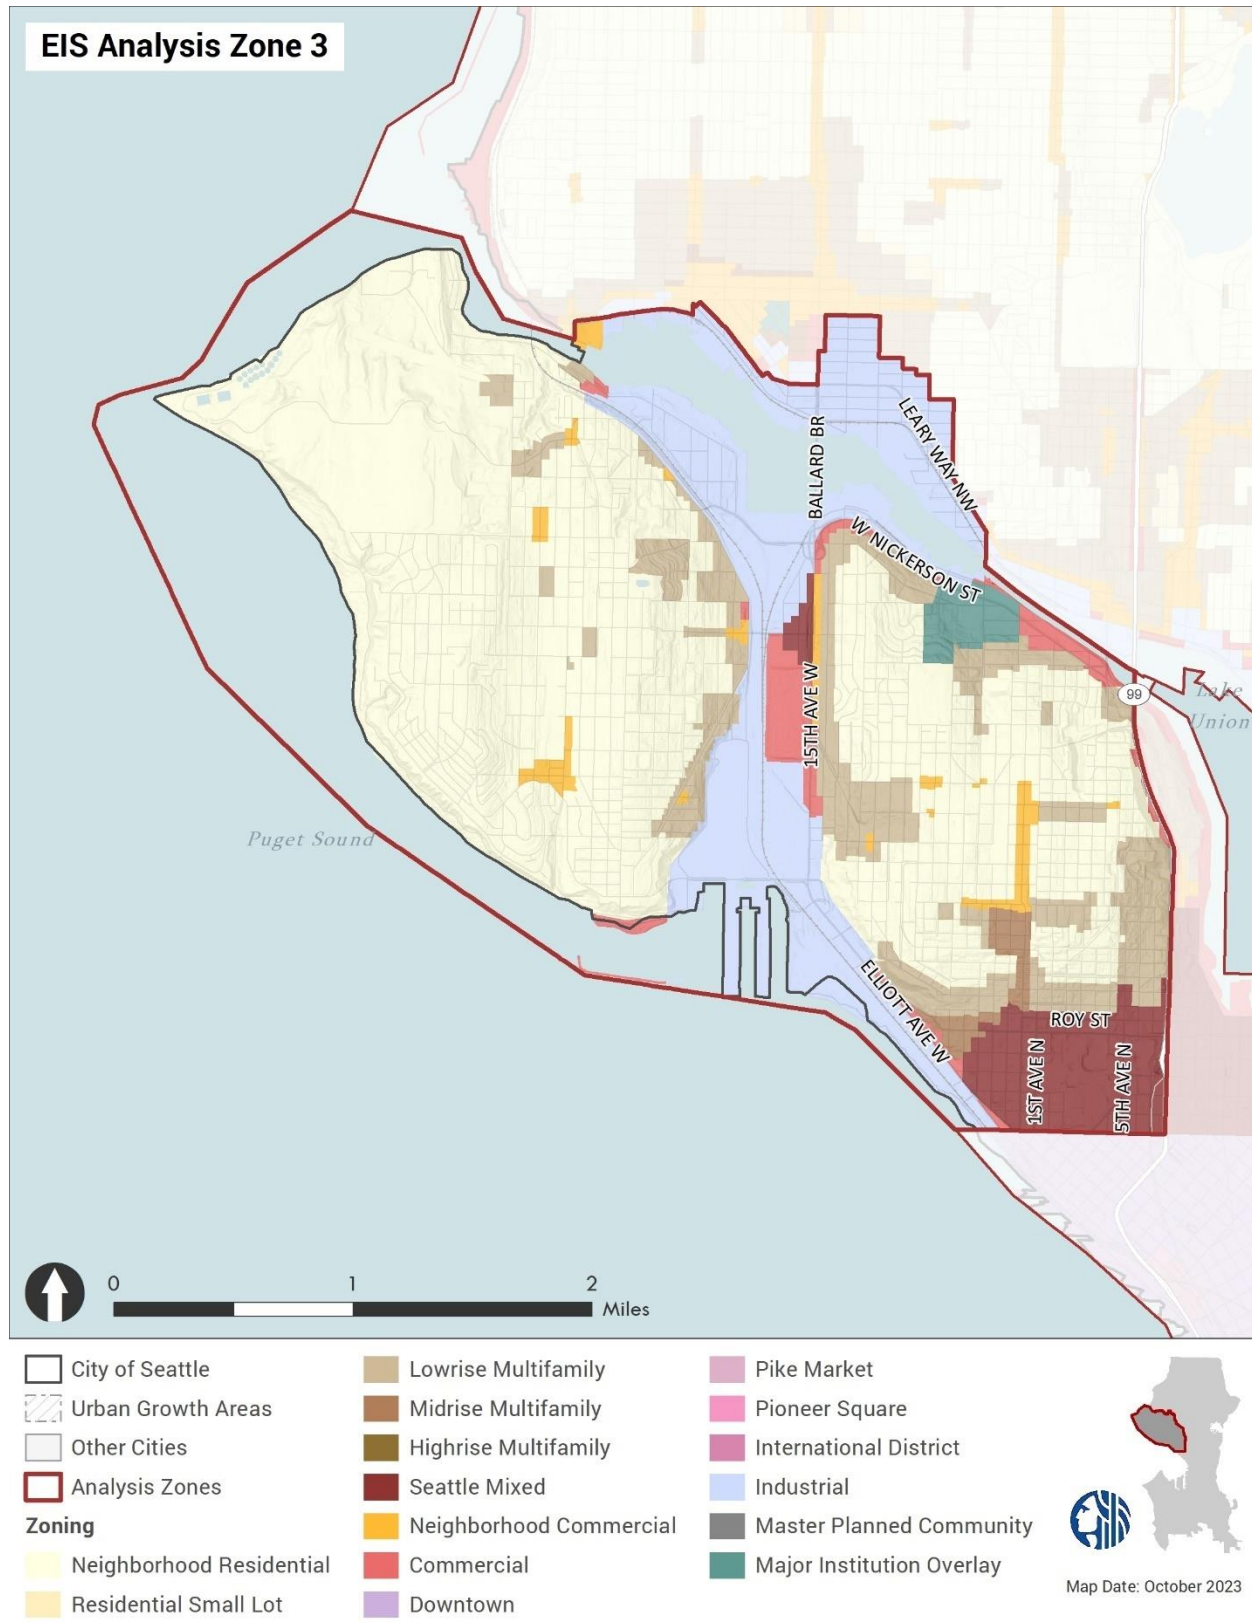 EIS Analysis Zone 3
BALLARD BR
LEARY WAY NW
W NICKERSON ST
99
Lake
Union
15TH AVE W
Puget Sound
ELLIOTT AVE W
ROY ST
1ST AVE N
5TH AVE N
0 1 2
Miles
City of Seattle
Urban Growth Areas
Other Cities
Analysis Zones
Zoning
Neighborhood Residential
Residential Small Lot
Lowrise Multifamily
Midrise Multifamily
Highrise Multifamily
Seattle Mixed
Neighborhood Commercial
Commercial
Downtown
Pike Market
Pioneer Square
International District
Industrial
Master Planned Community
Major Institution Overlay
Map Date: October 2023